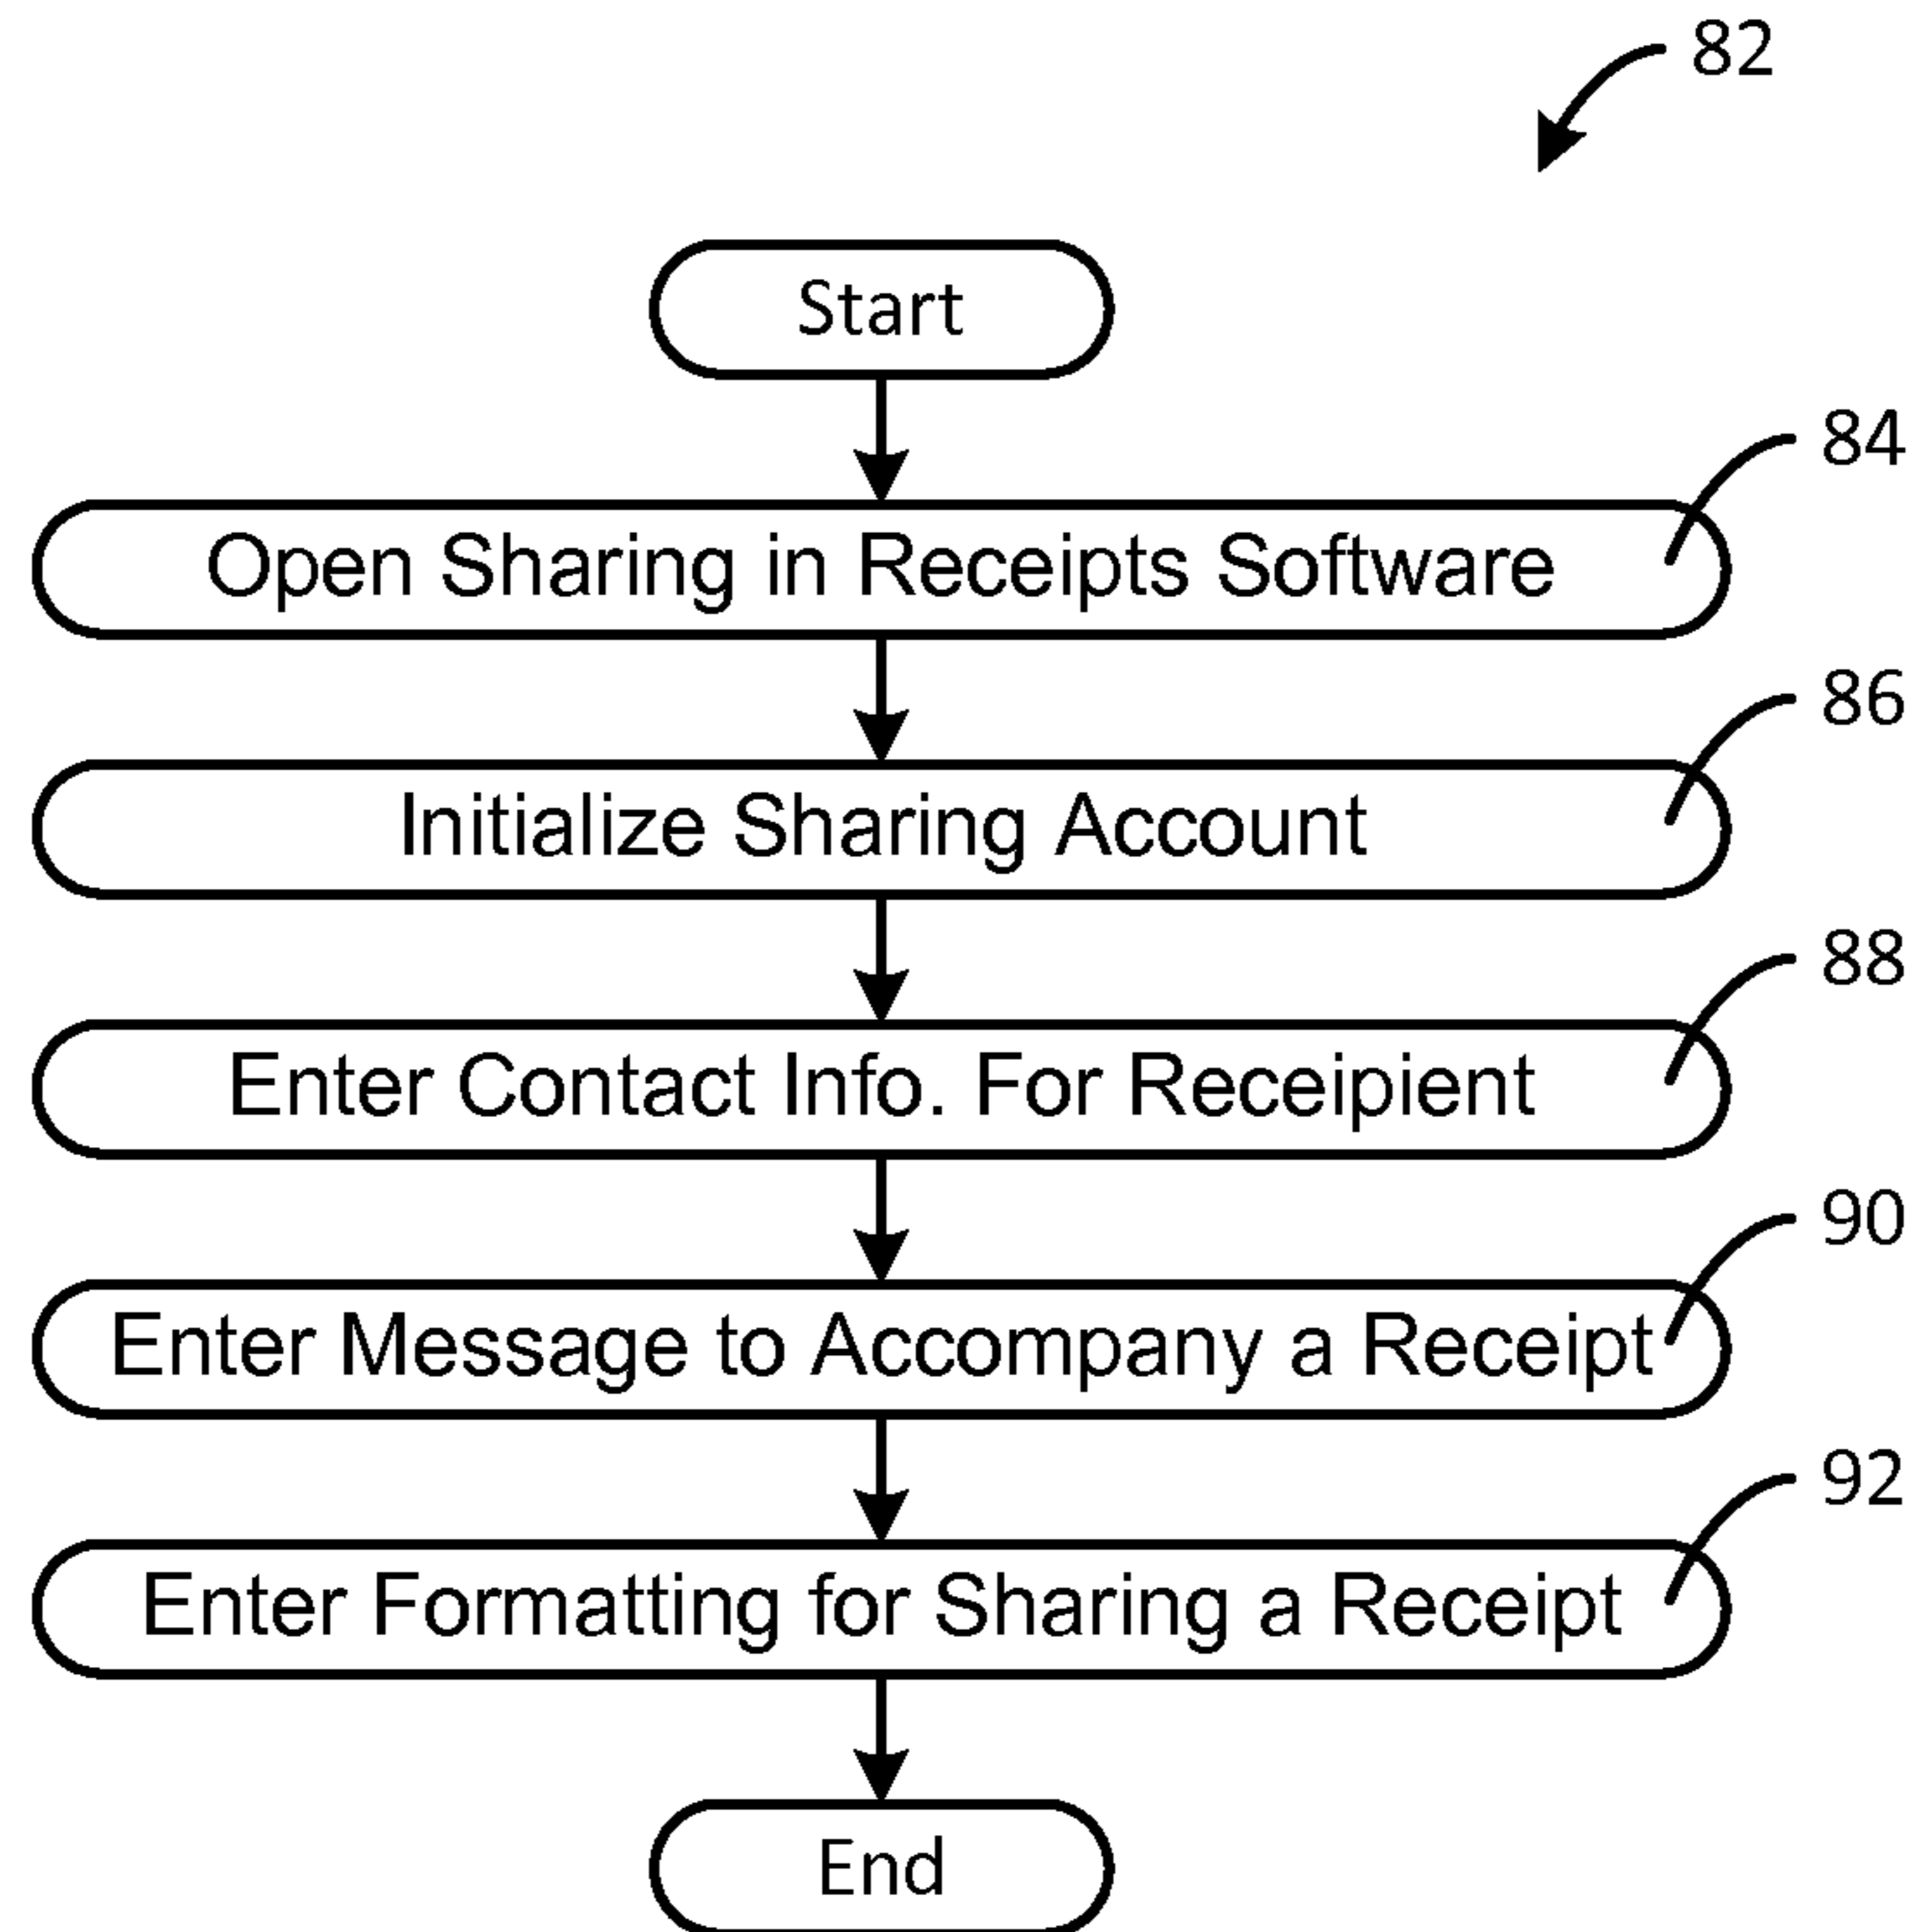 82
Start
84
Open Sharing in Receipts Software
86
Initialize Sharing Account
88
Enter Contact Info. For Receipient
90
Enter Message to Accompany a Receipt
92
Enter Formatting for Sharing a Receipt
End